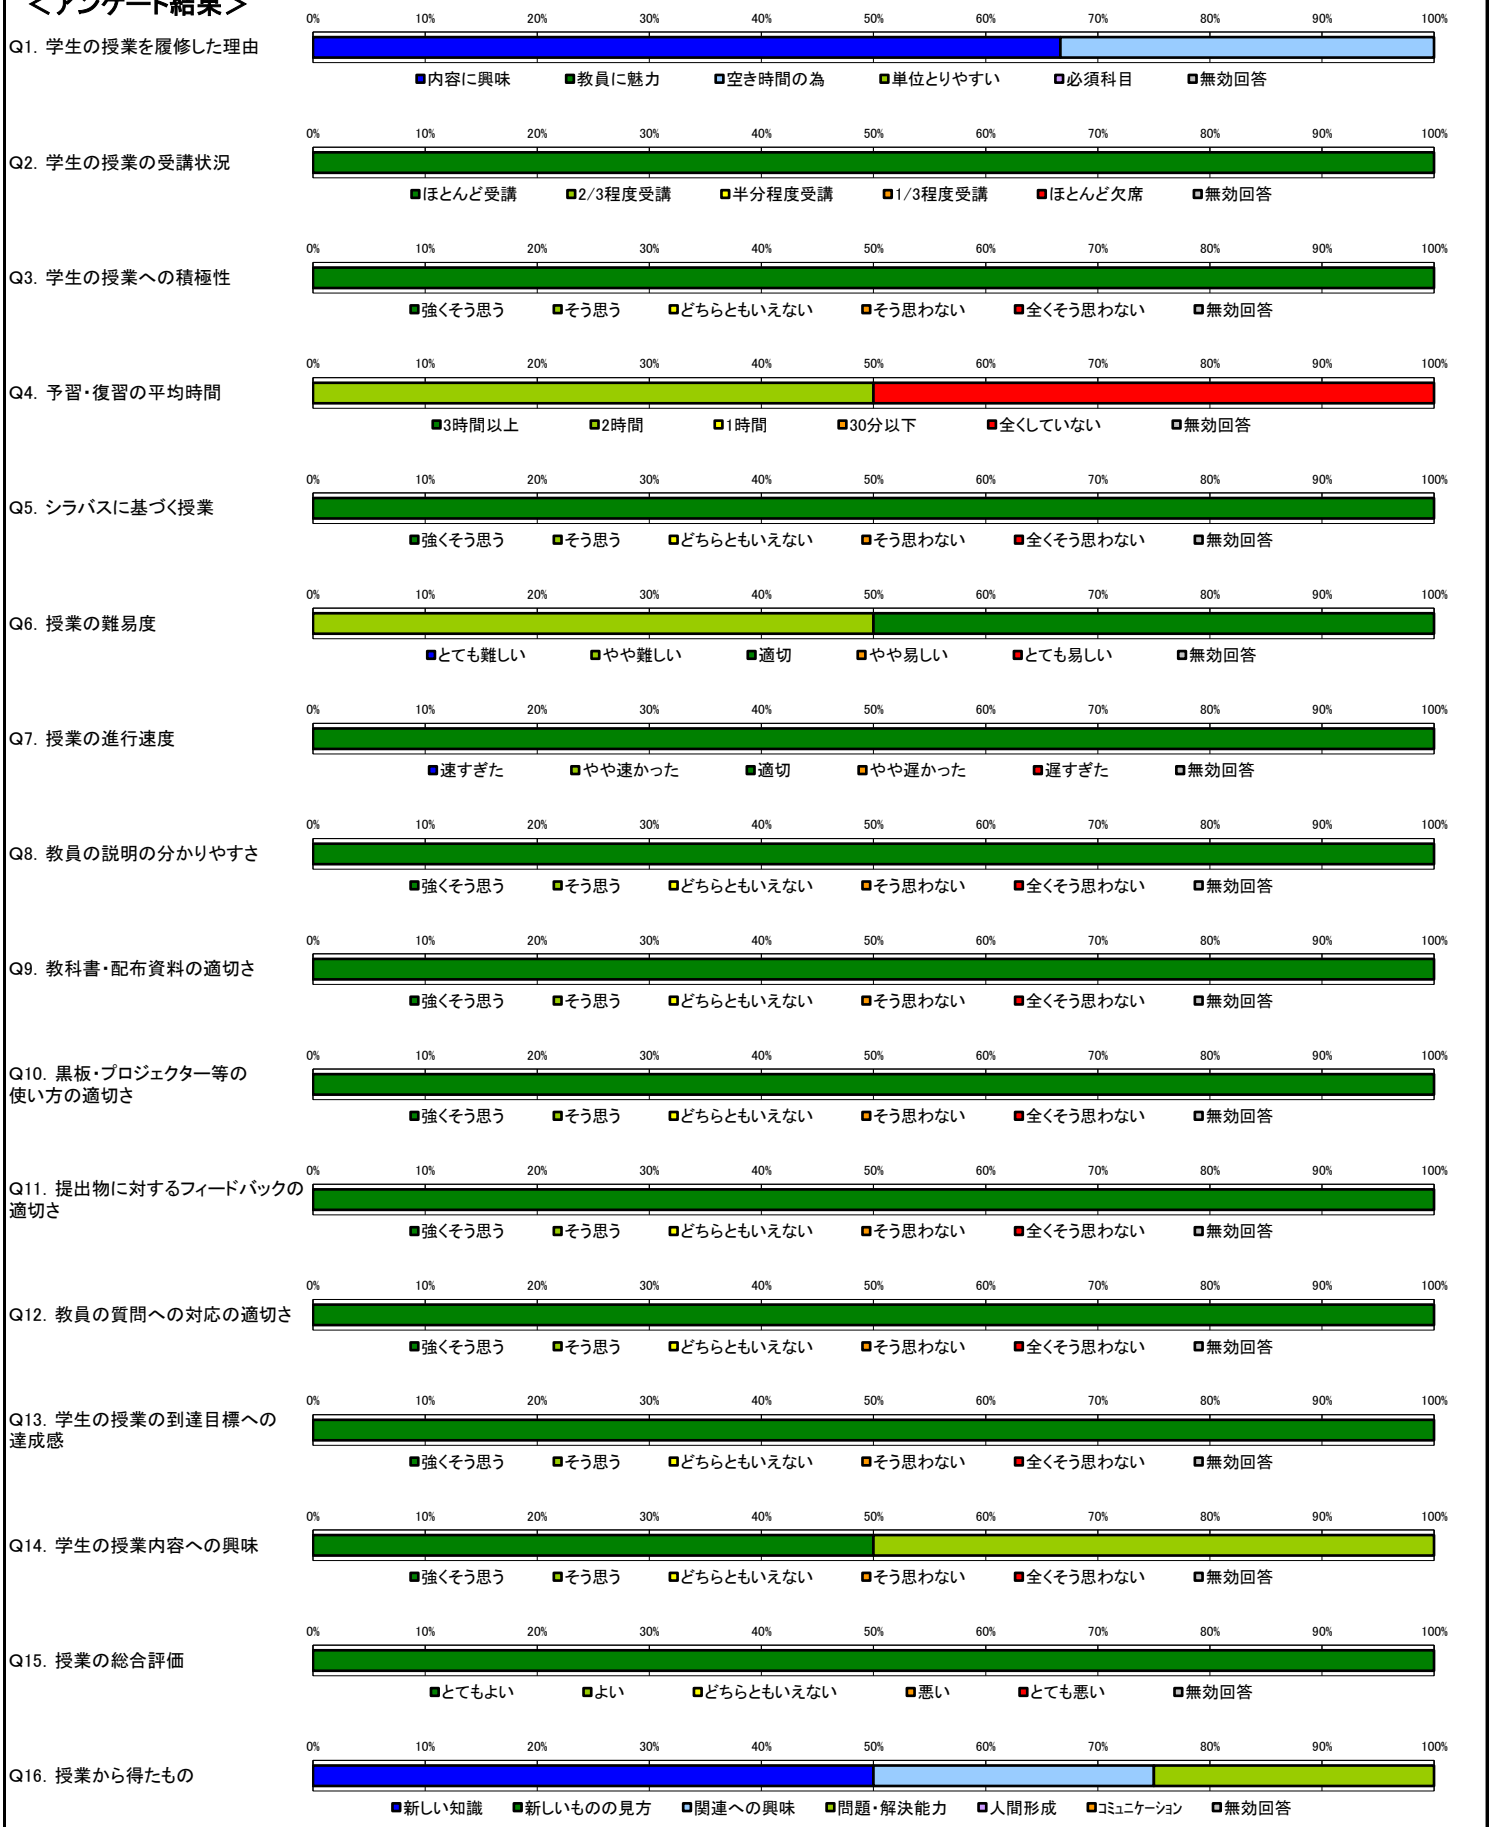 ＜アンケート結果＞
0% 10% 20% 30% 40% 50% 60% 70% 80% 90% 100%
Q1. 学生の授業を履修した理由
■内容に興味 ■教員に魅力 ■空き時間の為 ■単位とりやすい ■必須科目 ■無効回答
0% 10% 20% 30% 40% 50% 60% 70% 80% 90% 100%
Q2. 学生の授業の受講状況
■ほとんど受講 ■2/3程度受講 ■半分程度受講 ■1/3程度受講 ■ほとんど欠席 ■無効回答
0% 10% 20% 30% 40% 50% 60% 70% 80% 90% 100%
Q3. 学生の授業への積極性
■強くそう思う ■そう思う ■どちらともいえない ■そう思わない ■全くそう思わない ■無効回答
0% 10% 20% 30% 40% 50% 60% 70% 80% 90% 100%
Q4. 予習・復習の平均時間
■3時間以上 ■2時間 ■1時間 ■30分以下 ■全くしていない ■無効回答
0% 10% 20% 30% 40% 50% 60% 70% 80% 90% 100%
Q5. シラバスに基づく授業
■強くそう思う ■そう思う ■どちらともいえない ■そう思わない ■全くそう思わない ■無効回答
0% 10% 20% 30% 40% 50% 60% 70% 80% 90% 100%
Q6. 授業の難易度
■とても難しい ■やや難しい ■適切 ■やや易しい ■とても易しい ■無効回答
0% 10% 20% 30% 40% 50% 60% 70% 80% 90% 100%
Q7. 授業の進行速度
■速すぎた ■やや速かった ■適切 ■やや遅かった ■遅すぎた ■無効回答
0% 10% 20% 30% 40% 50% 60% 70% 80% 90% 100%
Q8. 教員の説明の分かりやすさ
■強くそう思う ■そう思う ■どちらともいえない ■そう思わない ■全くそう思わない ■無効回答
0% 10% 20% 30% 40% 50% 60% 70% 80% 90% 100%
Q9. 教科書・配布資料の適切さ
■強くそう思う ■そう思う ■どちらともいえない ■そう思わない ■全くそう思わない ■無効回答
0% 10% 20% 30% 40% 50% 60% 70% 80% 90% 100%
Q10. 黒板・プロジェクター等の
使い方の適切さ
■強くそう思う ■そう思う ■どちらともいえない ■そう思わない ■全くそう思わない ■無効回答
0% 10% 20% 30% 40% 50% 60% 70% 80% 90% 100%
Q11. 提出物に対するフィードバックの
適切さ
■強くそう思う ■そう思う ■どちらともいえない ■そう思わない ■全くそう思わない ■無効回答
0% 10% 20% 30% 40% 50% 60% 70% 80% 90% 100%
Q12. 教員の質問への対応の適切さ
■強くそう思う ■そう思う ■どちらともいえない ■そう思わない ■全くそう思わない ■無効回答
0% 10% 20% 30% 40% 50% 60% 70% 80% 90% 100%
Q13. 学生の授業の到達目標への
達成感
■強くそう思う ■そう思う ■どちらともいえない ■そう思わない ■全くそう思わない ■無効回答
0% 10% 20% 30% 40% 50% 60% 70% 80% 90% 100%
Q14. 学生の授業内容への興味
■強くそう思う ■そう思う ■どちらともいえない ■そう思わない ■全くそう思わない ■無効回答
0% 10% 20% 30% 40% 50% 60% 70% 80% 90% 100%
Q15. 授業の総合評価
■とてもよい ■よい ■どちらともいえない ■悪い ■とても悪い ■無効回答
0% 10% 20% 30% 40% 50% 60% 70% 80% 90% 100%
Q16. 授業から得たもの
■新しい知識 ■新しいものの見方 ■関連への興味 ■問題・解決能力 ■人間形成 ■ｺﾐｭﾆｹｰｼｮﾝ ■無効回答